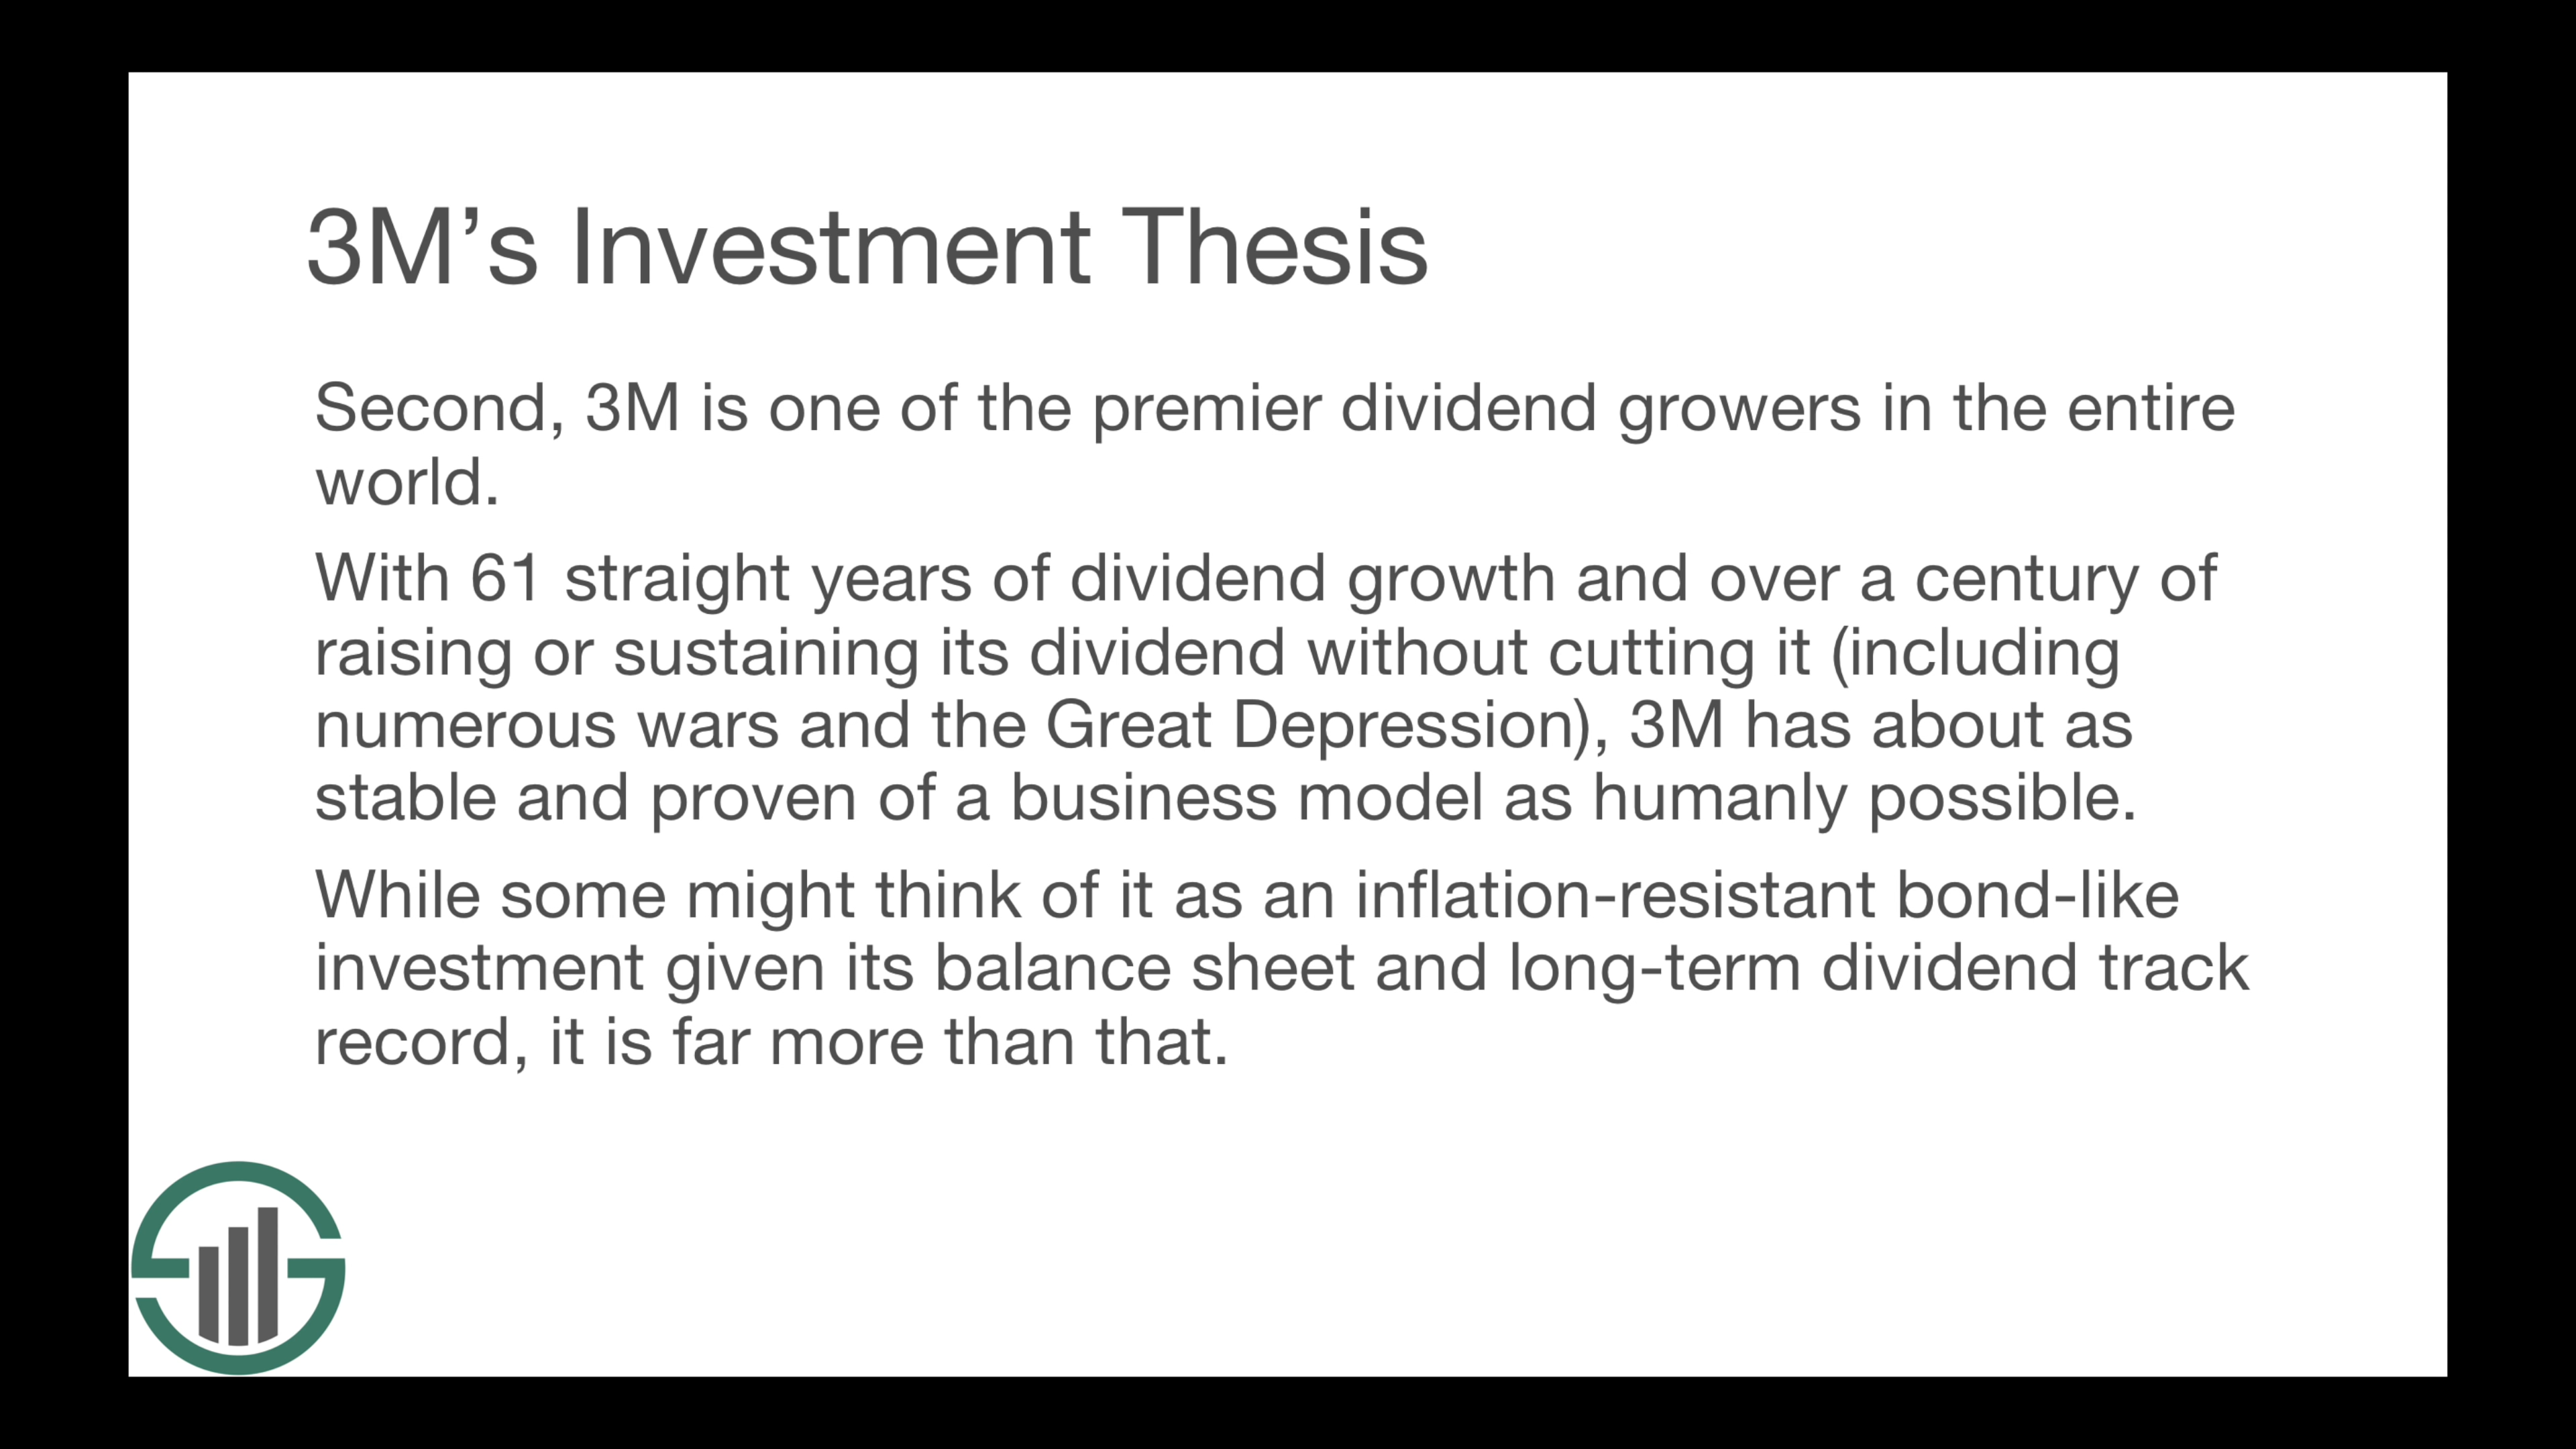 3M’s Investment Thesis
Second, 3M is one of the premier dividend growers in the entire
world.
With 61 straight years of dividend growth and over a century of
raising or sustaining its dividend without cutting it (including
numerous wars and the Great Depression), 3M has about as
stable and proven of a business model as humanly possible.
While some might think of it as an inflation-resistant bond-like
investment given its balance sheet and long-term dividend track
record, it is far more than that.